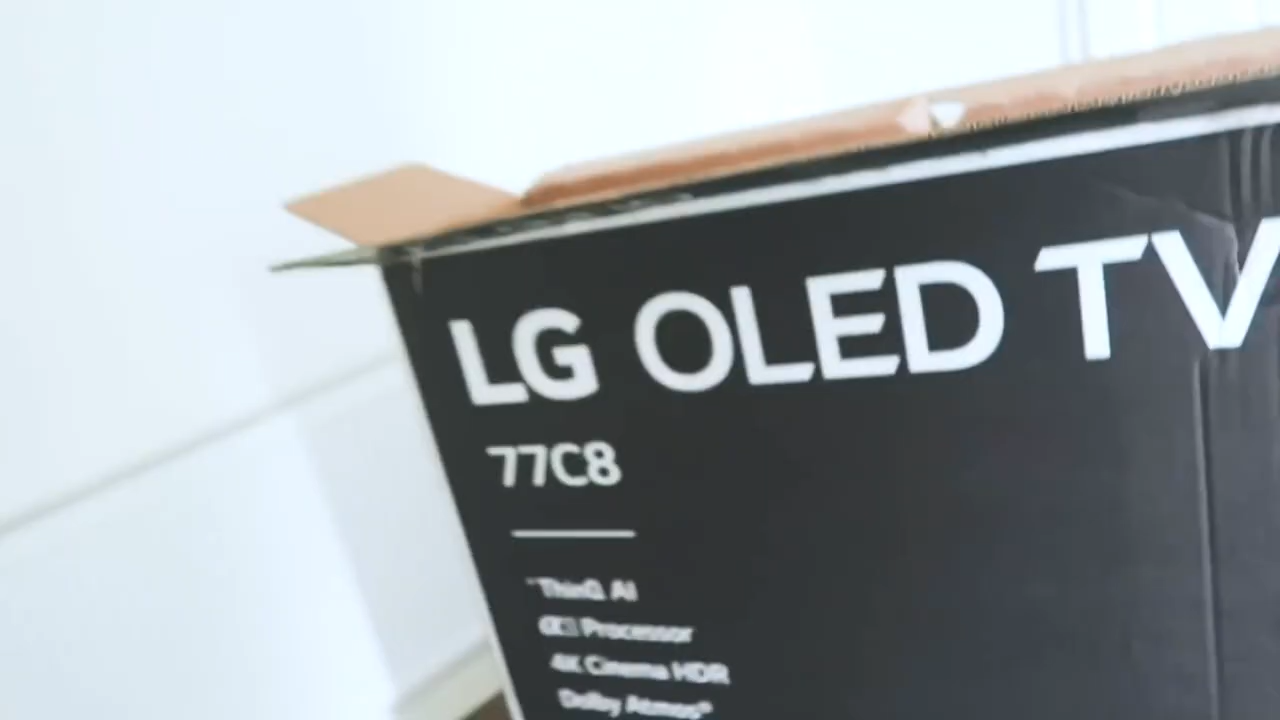 LG OLED TV
77C8
ThinQ AI
Processor
4K Cinema HDR
Dolby Atmos®